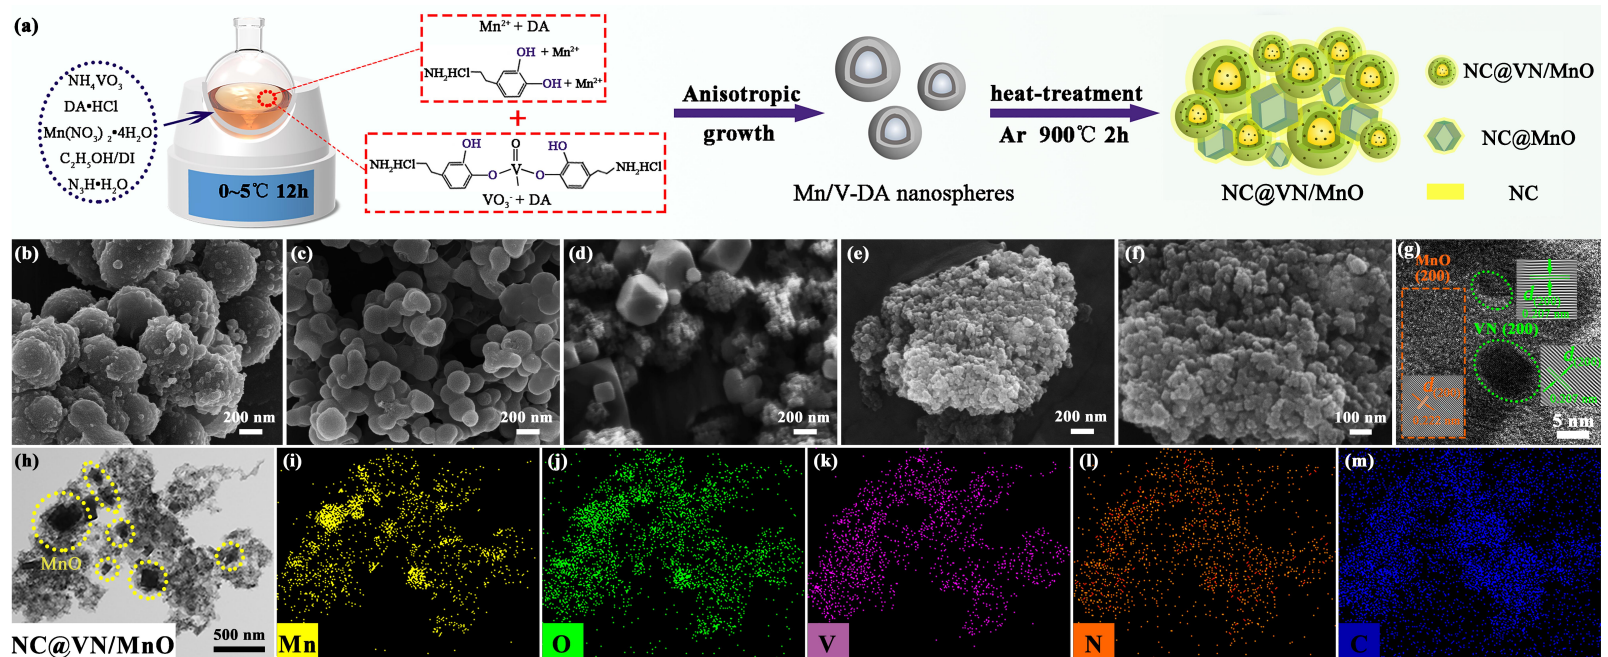 (a)
NH₄VO₃
DA•HCl
Mn(NO₃)₂•4H₂O
C₂H₅OH/DI
N₃H•H₂O
0~5℃ 12h
Mn²⁺ + DA
OH + Mn²⁺
NH₂HCl
OH + Mn²⁺
+
OH
O
HO
NH₂HCl
V
NH₂HCl
O
O
VO₃⁻ + DA
Anisotropic
growth
Mn/V-DA nanospheres
heat-treatment
Ar 900℃ 2h
NC@VN/MnO
NC@VN/MnO
NC@MnO
NC
(b)
200 nm
(c)
200 nm
(d)
200 nm
(e)
200 nm
(f)
100 nm
(g)
MnO
(200)
VN (200)
5 nm
(h)
MnO
NC@VN/MnO
500 nm
(i)
Mn
(j)
O
(k)
V
(l)
N
(m)
C